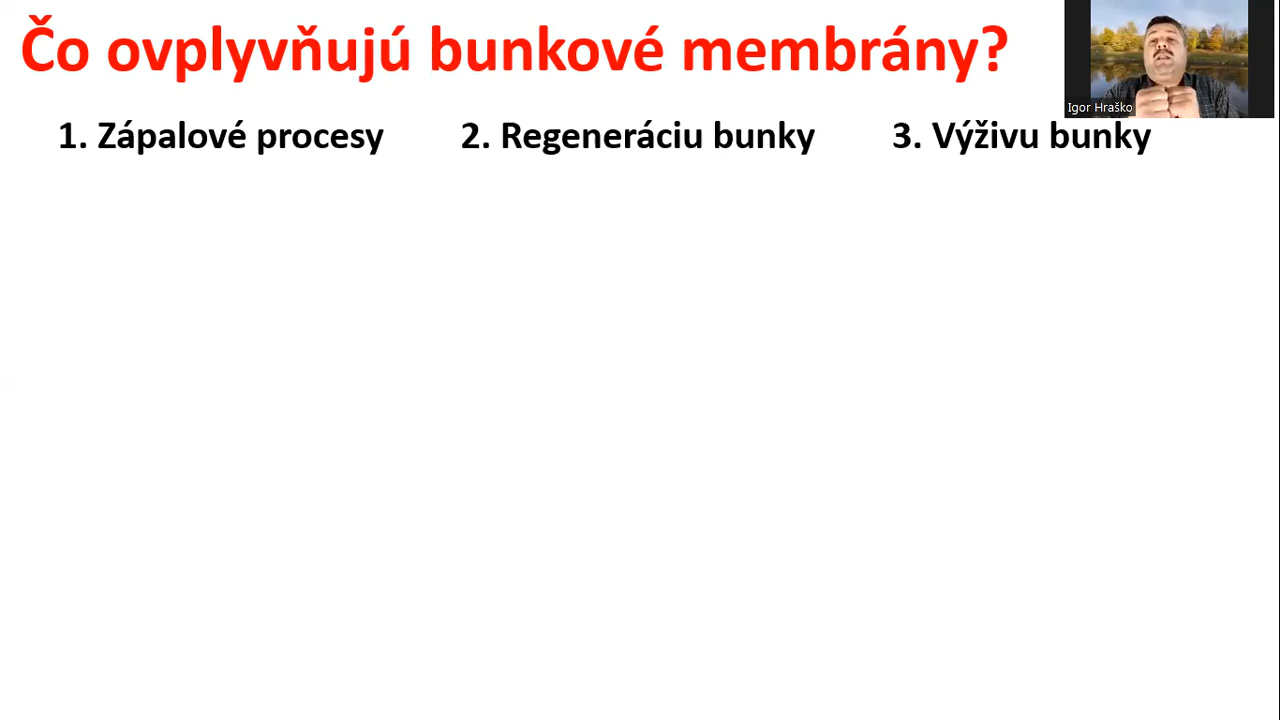 Čo ovplyvňujú bunkové membrány?
Igor Hraško
1. Zápalové procesy 2. Regeneráciu bunky 3. Výživu bunky